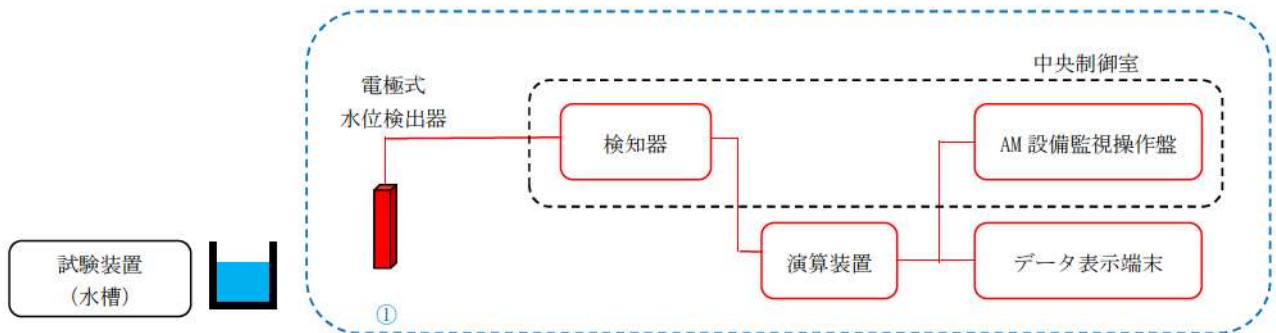 中央制御室
電極式
水位検出器
検知器
AM 設備監視操作盤
試験装置
（水槽）
演算装置
データ表示端末
①